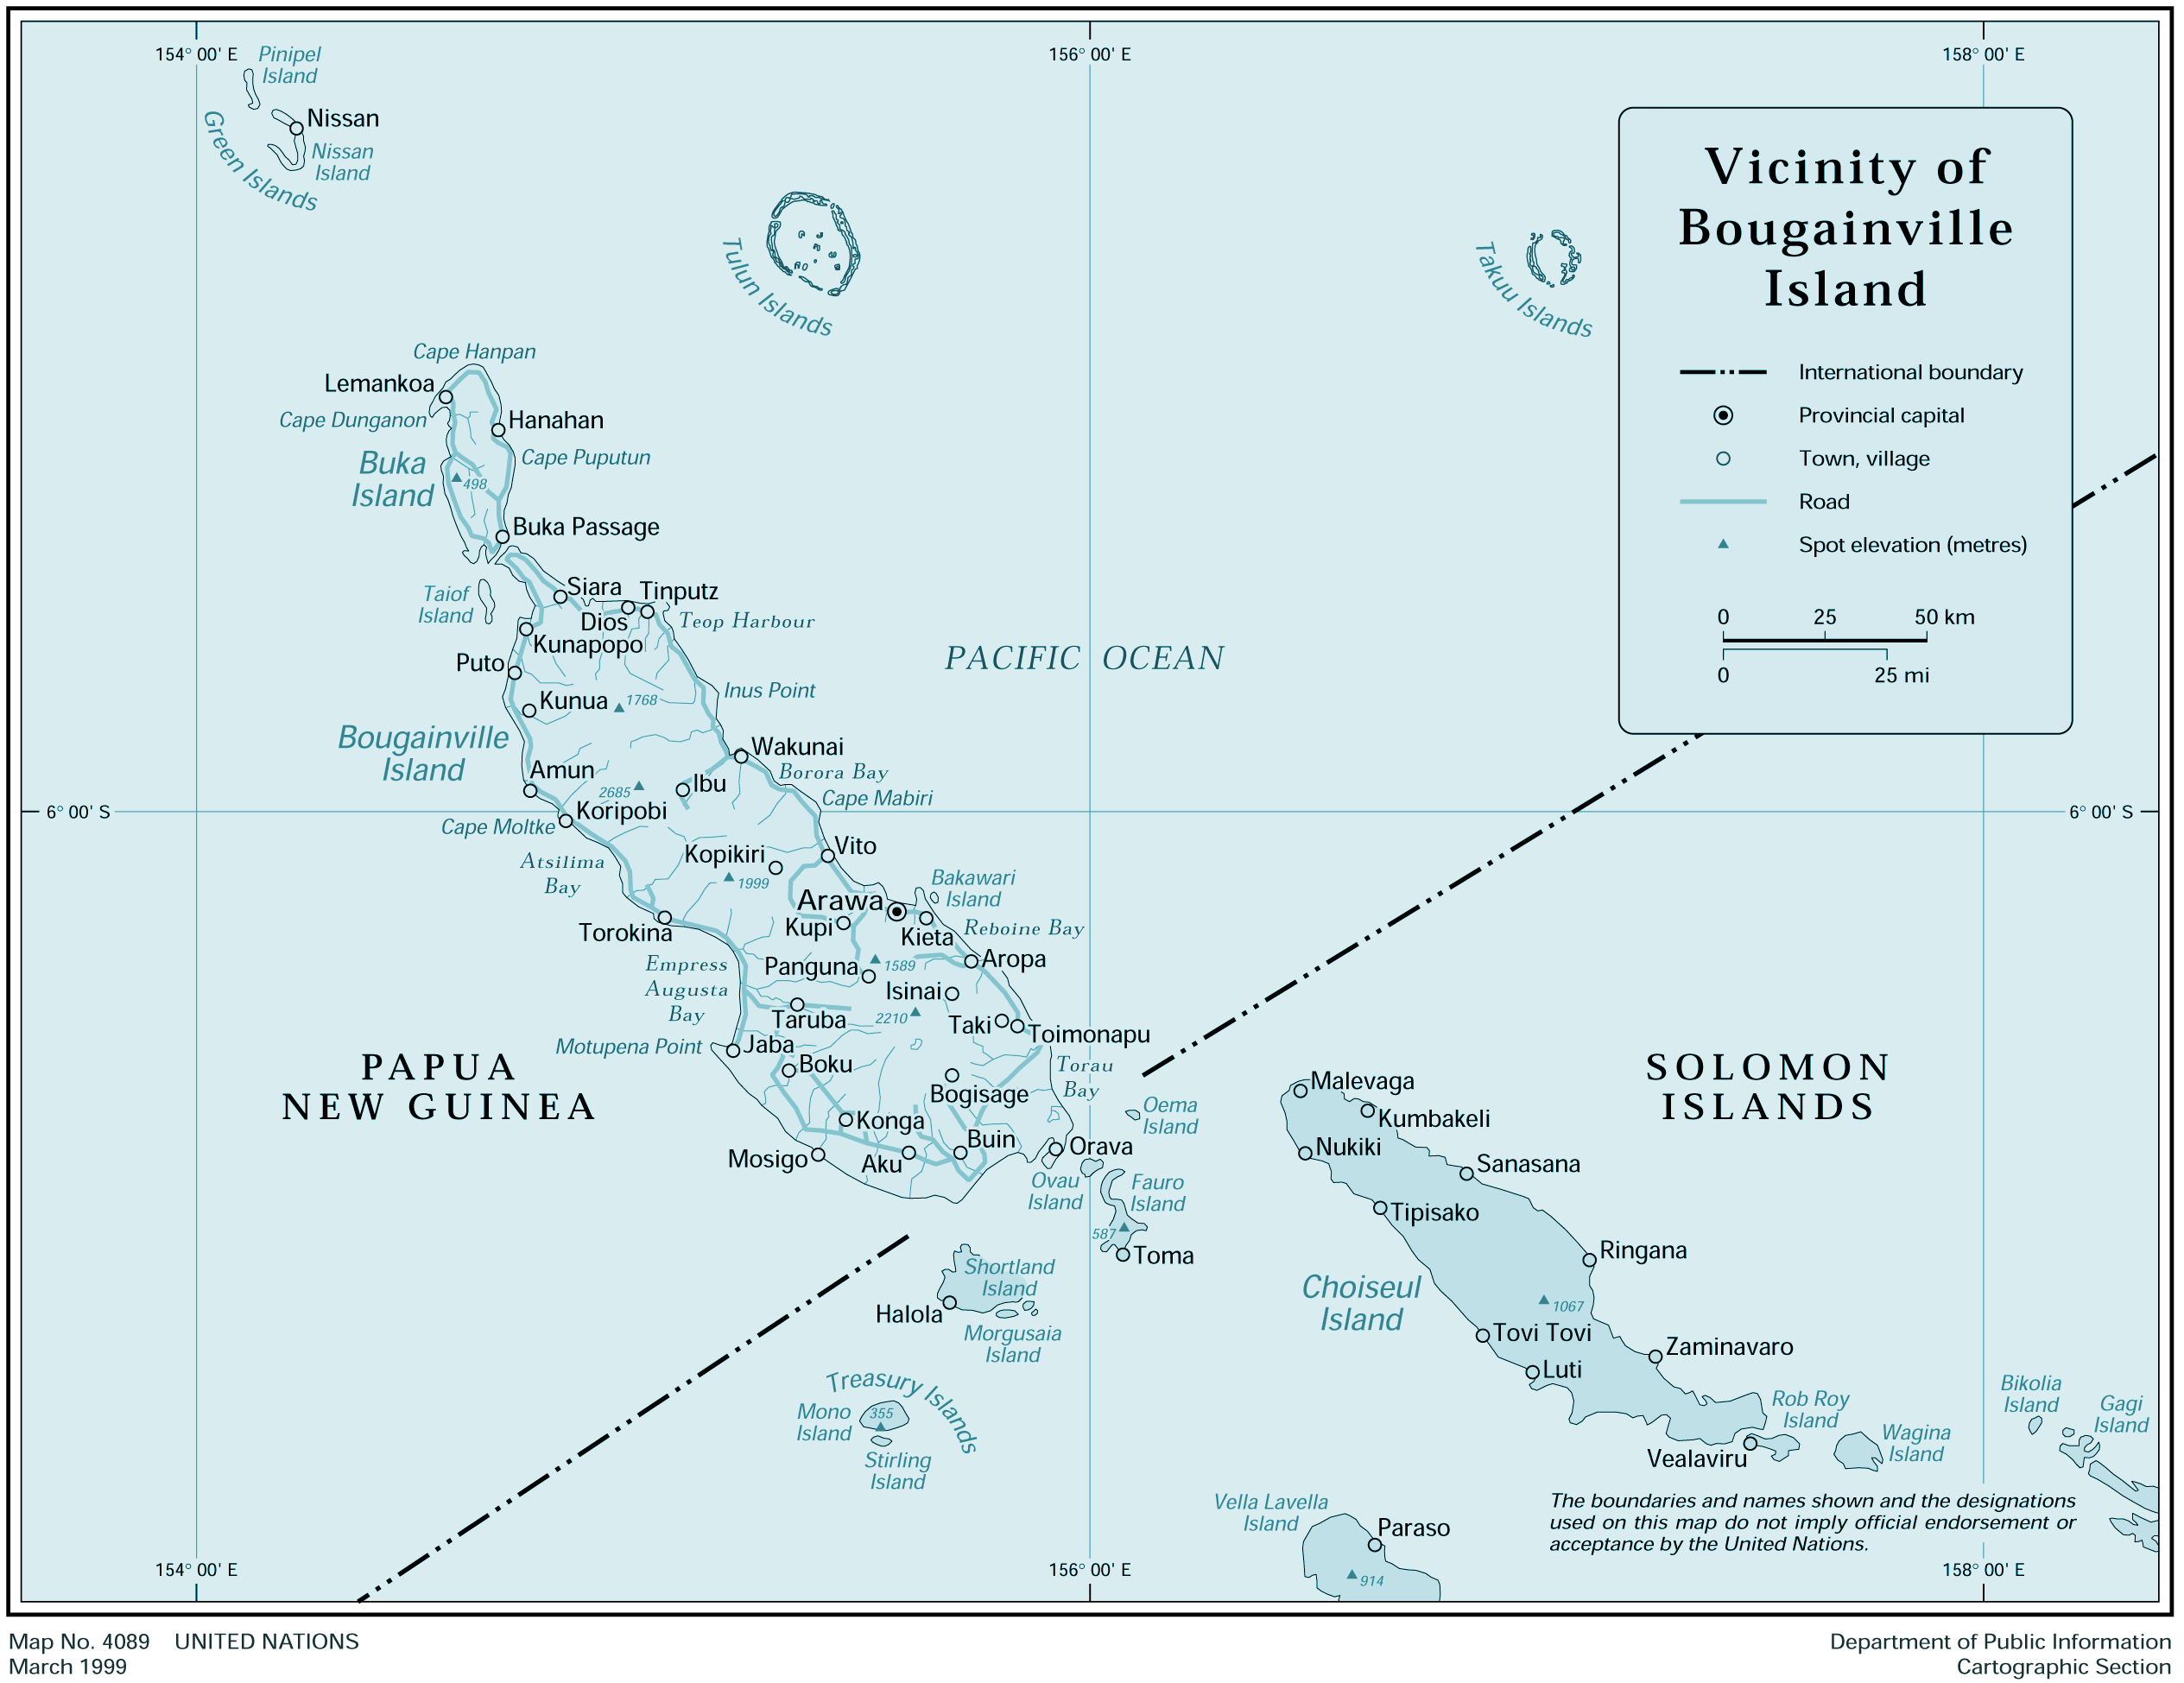 154° 00' E
156° 00' E
158° 00' E
Pinipel
Island
Nissan
Nissan
Island
Green Islands
Tulun Islands
Takuu Islands
Vicinity of
Bougainville
Island
International boundary
Provincial capital
Town, village
Road
Spot elevation (metres)
0 25 50 km
0 25 mi
Cape Hanpan
Lemankoa
Cape Dunganon
Hanahan
Cape Puputun
Buka
Island
498
Buka Passage
Taiof
Island
Siara
Tinputz
Dios
Teop Harbour
Kunapopo
Puto
PACIFIC OCEAN
Kunua
1768
Inus Point
Bougainville
Island
Wakunai
Amun
Borora Bay
2685
Ibu
Cape Mabiri
Koripobi
6° 00' S
6° 00' S
Cape Moltke
Atsilima
Bay
Kopikiri
Vito
1999
Bakawari
Island
Arawa
Kupi
Kieta
Reboine Bay
Torokina
Empress
Augusta
Bay
Panguna
1589
Aropa
Isinai
Taruba
2210
Taki
Toimonapu
Motupena Point
Jaba
Boku
Torau
Bay
Bogisage
PAPUA
NEW GUINEA
SOLOMON
ISLANDS
Konga
Buin
Orava
Mosigo
Aku
Oema
Island
Ovau
Island
Fauro
Island
587
Toma
Malevaga
Kumbakeli
Nukiki
Sanasana
Tipisako
Ringana
Choiseul
Island
1067
Tovi Tovi
Zaminavaro
Luti
Shortland
Island
Halola
Morgusaia
Island
Treasury Islands
Mono
Island
355
Stirling
Island
Rob Roy
Island
Vealaviru
Wagina
Island
Bikolia
Island
Gagi
Island
Vella Lavella
Island
Paraso
914
The boundaries and names shown and the designations
used on this map do not imply official endorsement or
acceptance by the United Nations.
154° 00' E
156° 00' E
158° 00' E
Map No. 4089 UNITED NATIONS
March 1999
Department of Public Information
Cartographic Section